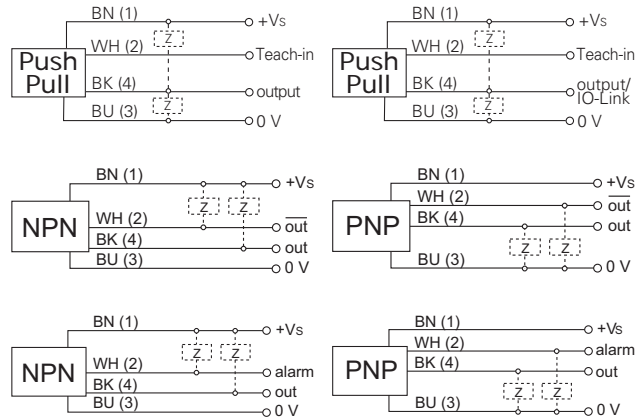 BN (1) +Vs
Z
WH (2) Teach-in
Push Pull
BK (4) output
Z
BU (3) 0 V
BN (1) +Vs
Z
WH (2) Teach-in
Push Pull
BK (4) output/ IO-Link
Z
BU (3) 0 V
BN (1) +Vs
Z Z
NPN
WH (2) out
BK (4) out
BU (3) 0 V
BN (1) +Vs
WH (2) out
PNP
BK (4) out
Z Z
BU (3) 0 V
BN (1) +Vs
Z Z
NPN
WH (2) alarm
BK (4) out
BU (3) 0 V
BN (1) +Vs
WH (2) alarm
PNP
BK (4) out
Z Z
BU (3) 0 V